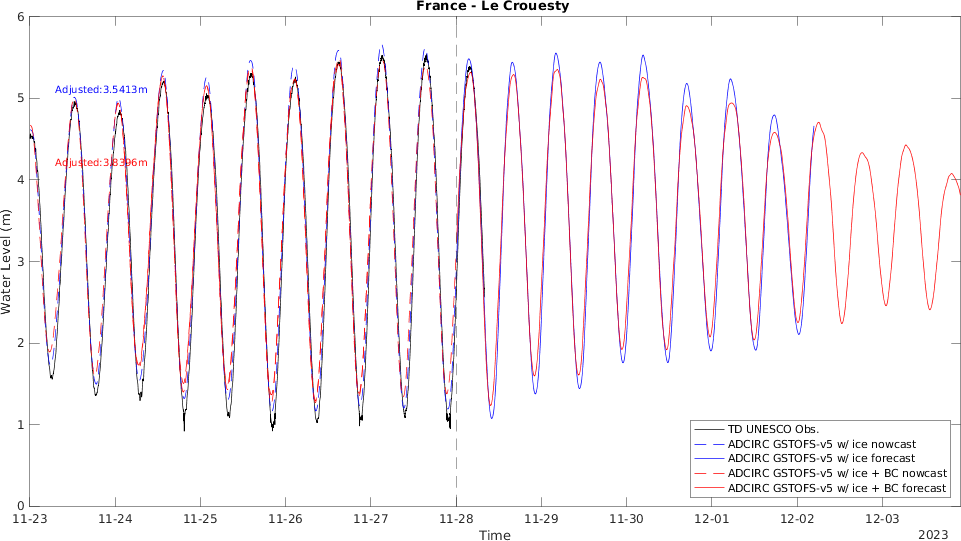 France - Le Crouesty
6
5
4
3
2
1
0
Water Level (m)
Adjusted:3.5413m
Adjusted:3.8396m
TD UNESCO Obs.
ADCIRC GSTOFS-v5 w/ ice nowcast
ADCIRC GSTOFS-v5 w/ ice forecast
ADCIRC GSTOFS-v5 w/ ice + BC nowcast
ADCIRC GSTOFS-v5 w/ ice + BC forecast
11-23 11-24 11-25 11-26 11-27 11-28 11-29 11-30 12-01 12-02 12-03
Time
2023